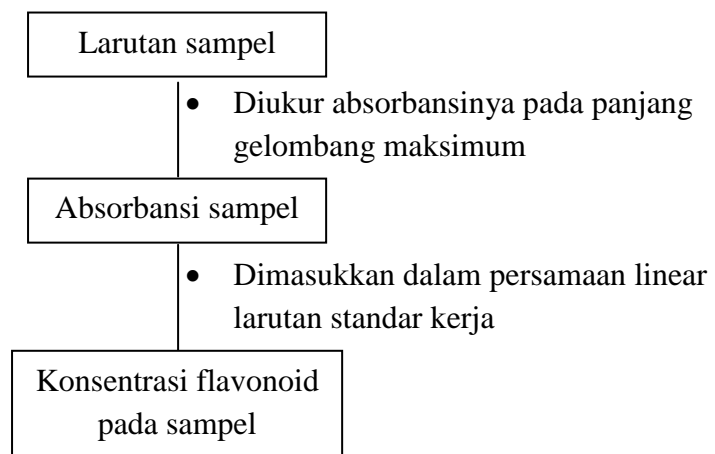 Larutan sampel
• Diukur absorbansinya pada panjang
gelombang maksimum
Absorbansi sampel
• Dimasukkan dalam persamaan linear
larutan standar kerja
Konsentrasi flavonoid
pada sampel